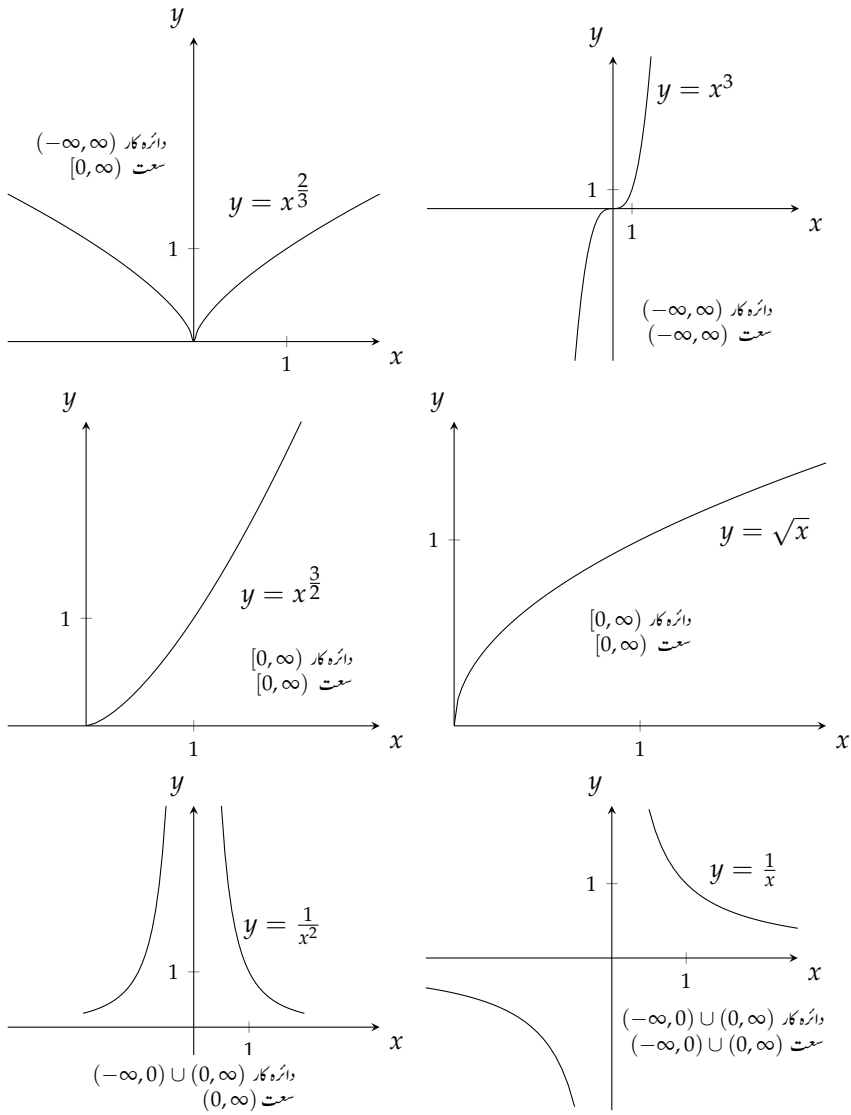 y
y
y = x^3
دائرہ کار (−∞, ∞)
سعت [0, ∞)
y = x^{2/3}
1
1
1
x
1
x
دائرہ کار (−∞, ∞)
سعت (−∞, ∞)
y
y
y = √x
1
y = x^{3/2}
1
دائرہ کار [0, ∞)
سعت [0, ∞)
دائرہ کار [0, ∞)
سعت [0, ∞)
1
x
1
x
y
y
y = 1/x
1
y = 1/x^2
1
1
x
1
x
دائرہ کار (−∞, 0) ∪ (0, ∞)
سعت (−∞, 0) ∪ (0, ∞)
دائرہ کار (−∞, 0) ∪ (0, ∞)
سعت (0, ∞)